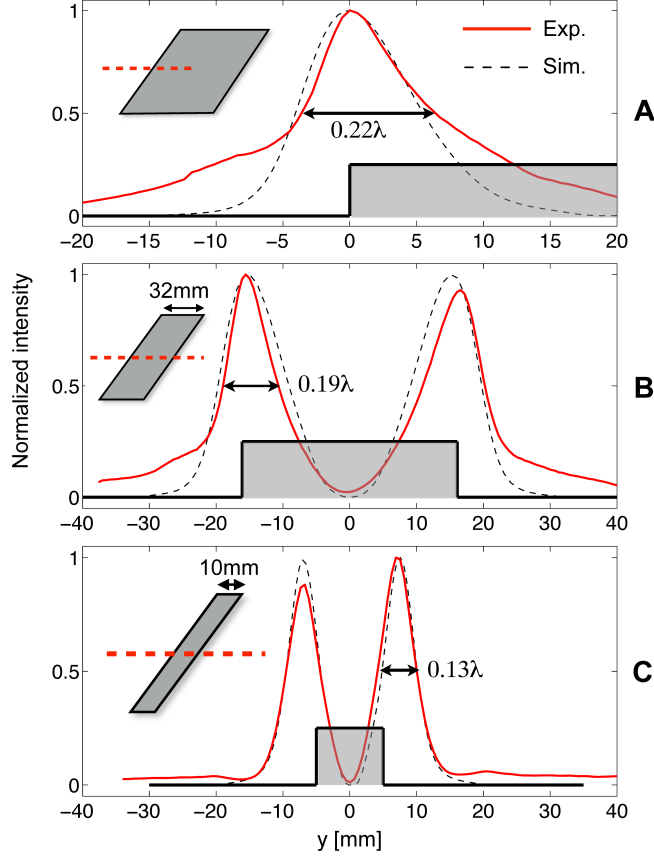 1
Exp.
Sim.
0.5
0.22λ
A
0
−20 −15 −10 −5 0 5 10 15 20
1
32mm
Normalized intensity
0.5
0.19λ
B
0
−40 −30 −20 −10 0 10 20 30 40
1
10mm
0.5
0.13λ
C
0
−40 −30 −20 −10 0 10 20 30 40
y [mm]